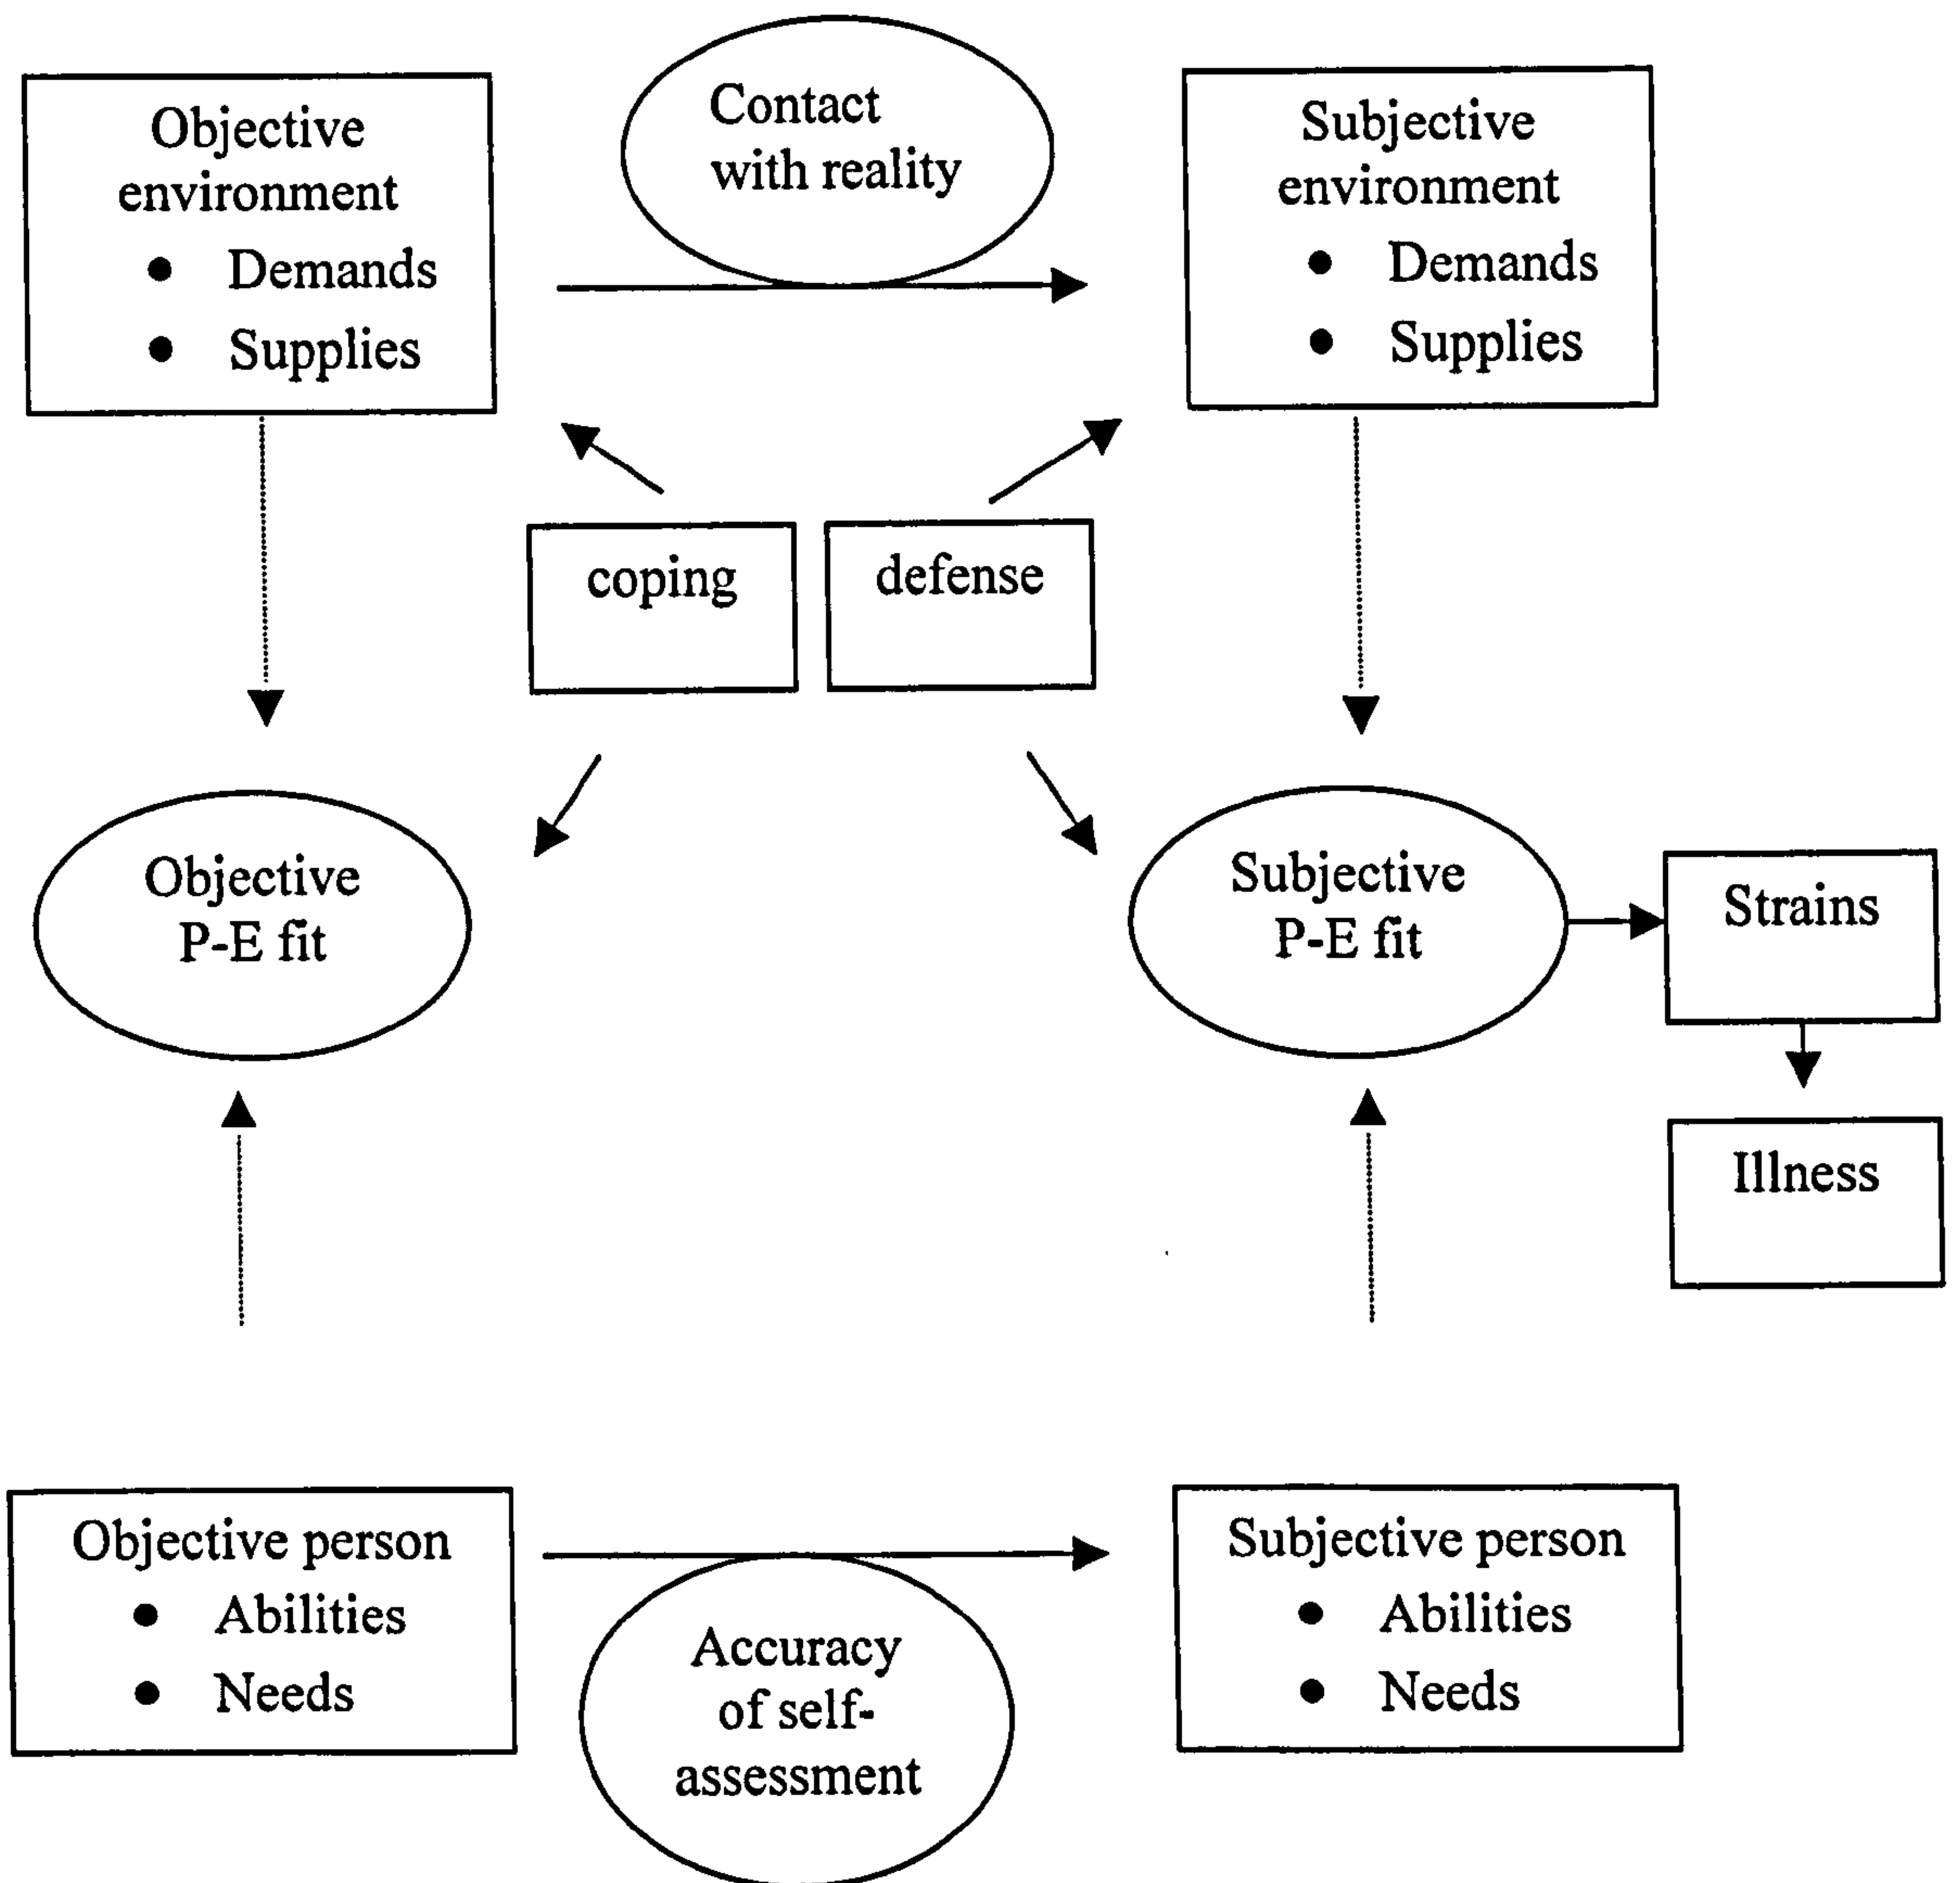 Contact
with reality
Objective
environment
● Demands
● Supplies
Subjective
environment
● Demands
● Supplies
coping
defense
Objective
P-E fit
Subjective
P-E fit
Strains
Illness
Objective person
● Abilities
● Needs
Accuracy
of self-
assessment
Subjective person
● Abilities
● Needs